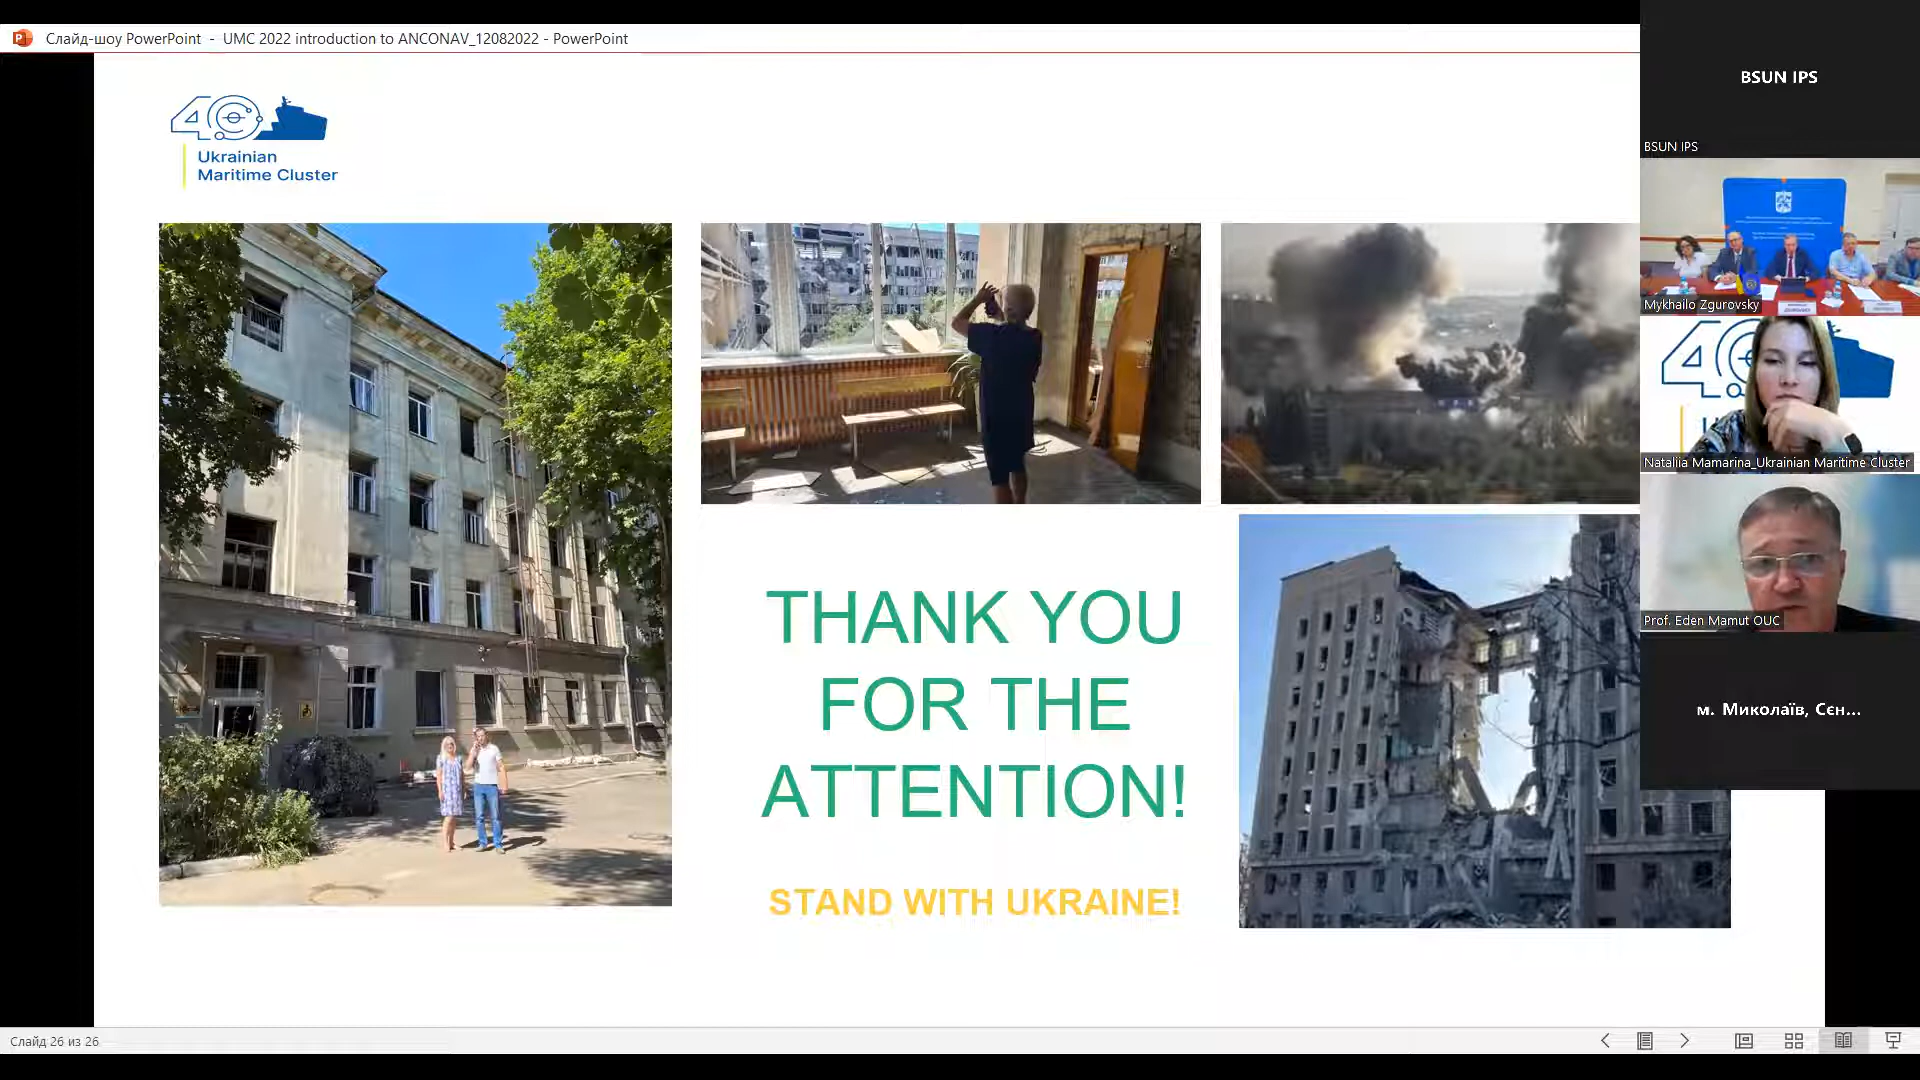 Слайд-шоу PowerPoint - UMC 2022 introduction to ANCONAV_12082022 - PowerPoint
4.0
Ukrainian
Maritime Cluster
THANK YOU
FOR THE
ATTENTION!
STAND WITH UKRAINE!
BSUN IPS
BSUN IPS
Mykhailo Zgurovsky
Nataliia Mamarina_Ukrainian Maritime Cluster
Prof. Eden Mamut OUC
м. Миколаїв, Сєн...
Слайд 26 из 26